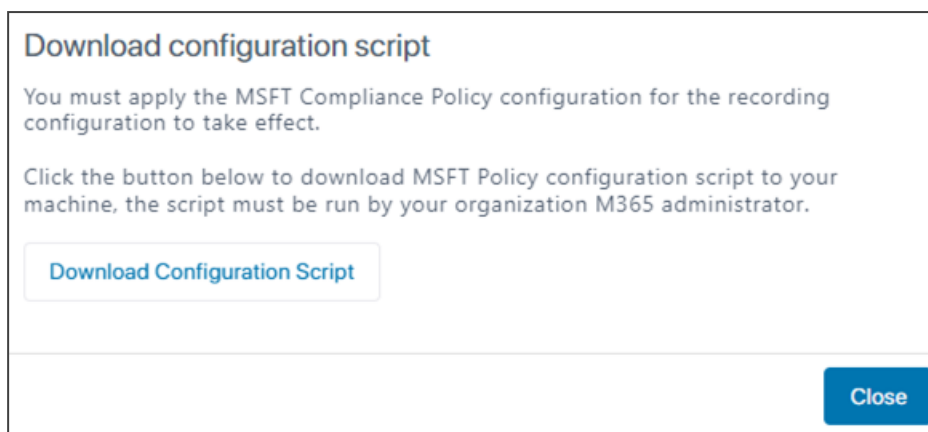 Download configuration script
You must apply the MSFT Compliance Policy configuration for the recording
configuration to take effect.
Click the button below to download MSFT Policy configuration script to your
machine, the script must be run by your organization M365 administrator.
Download Configuration Script
Close